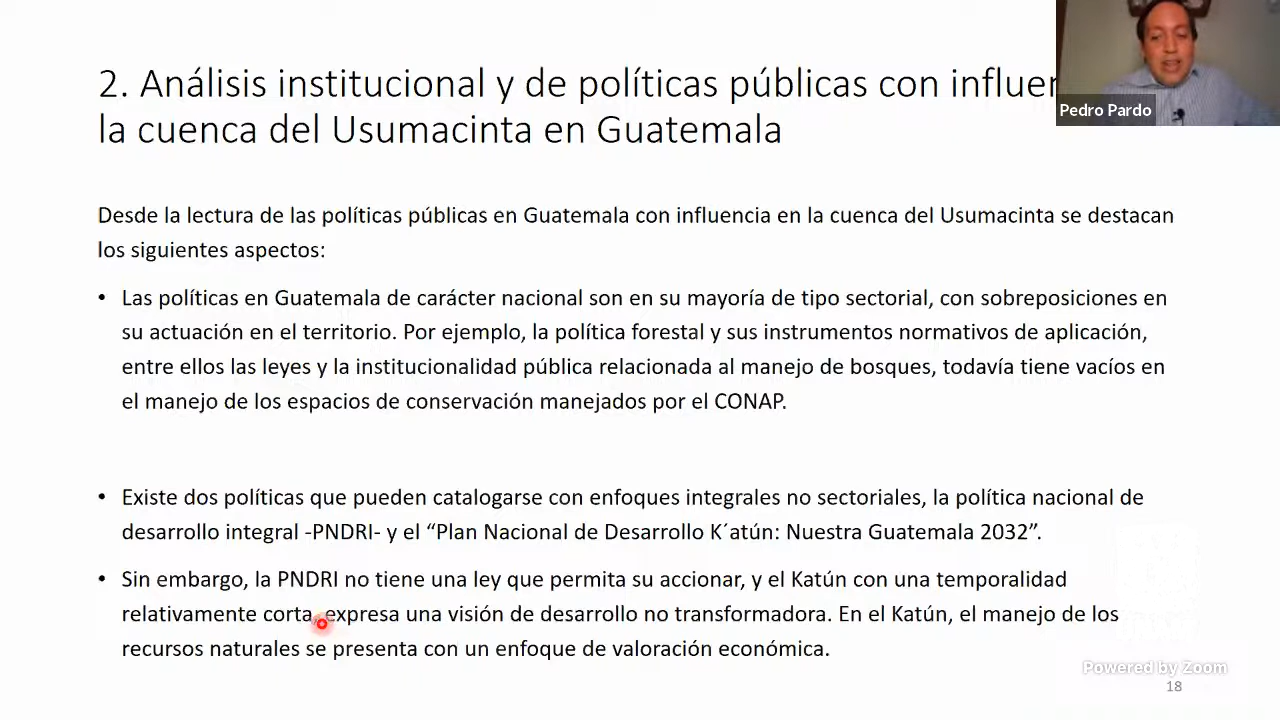 2. Análisis institucional y de políticas públicas con influen
la cuenca del Usumacinta en Guatemala
Pedro Pardo
Desde la lectura de las políticas públicas en Guatemala con influencia en la cuenca del Usumacinta se destacan
los siguientes aspectos:
• Las políticas en Guatemala de carácter nacional son en su mayoría de tipo sectorial, con sobreposiciones en
su actuación en el territorio. Por ejemplo, la política forestal y sus instrumentos normativos de aplicación,
entre ellos las leyes y la institucionalidad pública relacionada al manejo de bosques, todavía tiene vacíos en
el manejo de los espacios de conservación manejados por el CONAP.
• Existe dos políticas que pueden catalogarse con enfoques integrales no sectoriales, la política nacional de
desarrollo integral -PNDRI- y el “Plan Nacional de Desarrollo K´atún: Nuestra Guatemala 2032”.
• Sin embargo, la PNDRI no tiene una ley que permita su accionar, y el Katún con una temporalidad
relativamente corta, expresa una visión de desarrollo no transformadora. En el Katún, el manejo de los
recursos naturales se presenta con un enfoque de valoración económica.
Powered by Zoom
18